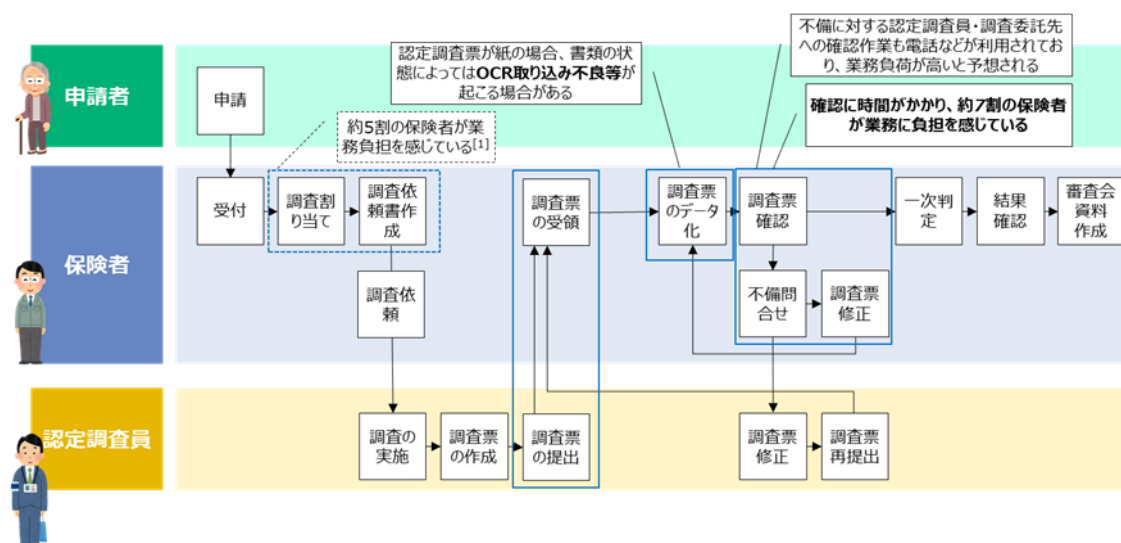 認定調査票が紙の場合、書類の状
態によってはOCR取り込み不良等が
起こる場合がある
不備に対する認定調査員・調査委託先
への確認作業も電話などが利用されてお
り、業務負荷が高いと予想される
確認に時間がかかり、約7割の保険者
が業務に負担を感じている
申請者
申請
約5割の保険者が業
務負担を感じている[1]
保険者
受付
調査割
り当て
調査依
頼書作
成
調査票
の受領
調査票
のデータ
化
調査票
確認
一次判
定
結果
確認
審査会
資料
作成
調査依
頼
不備問
合せ
調査票
修正
認定調査員
調査の
実施
調査票
の作成
調査票
の提出
調査票
修正
調査票
再提出